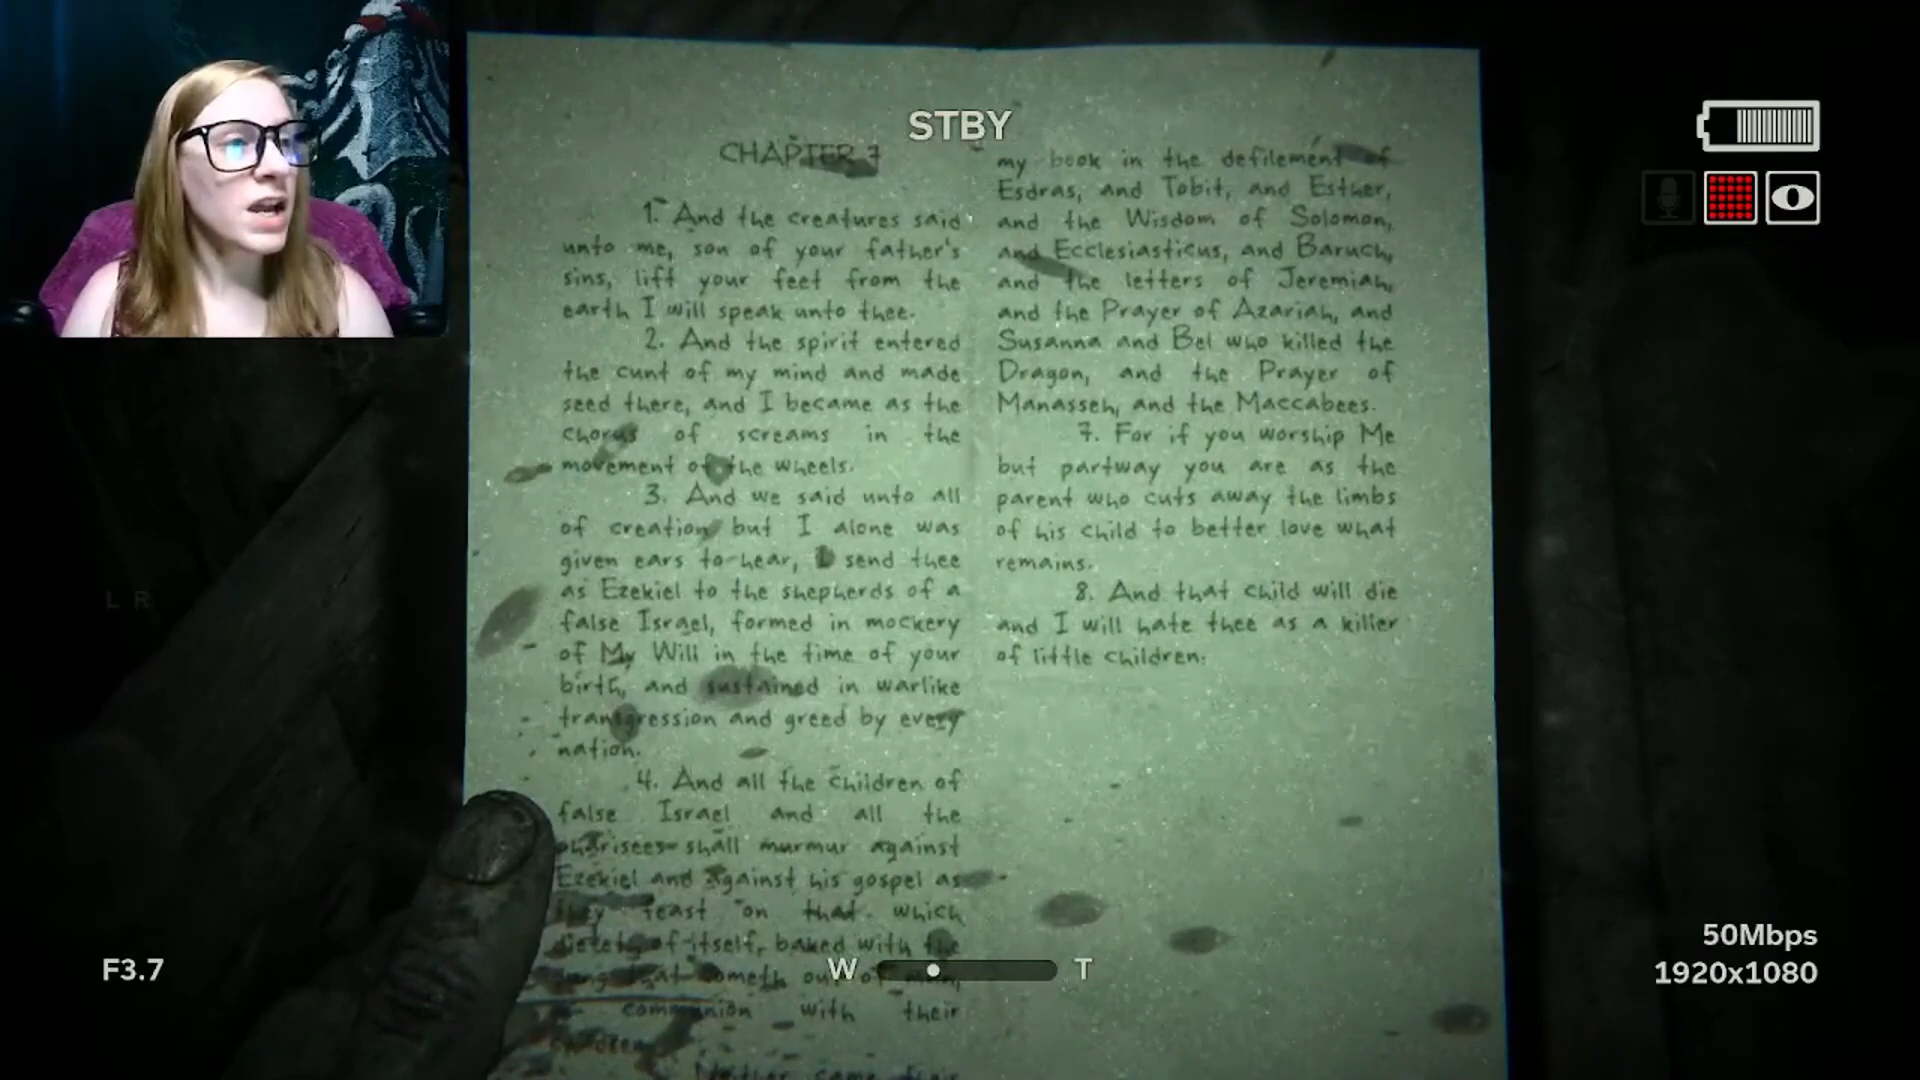 STBY
CHAPTER 7
1. And the creatures said
unto me, son of your father's
sins, lift your feet from the
earth I will speak unto thee.
2. And the spirit entered
the cunt of my mind and made
seed there, and I became as the
chorus of screams in the
movement of the wheels.
3. And we said unto all
of creation but I alone was
given ears to hear, I send thee
as Ezekiel to the shepherds of a
false Israel, formed in mockery
of My Will in the time of your
birth, and sustained in warlike
transgression and greed by every
nation.
4. And all the children of
false Israel and all the
pharisees shall murmur against
Ezekiel and against his gospel as
they feast on that which
of itself, baked with the
dung that cometh out of man,
communion with their
children.
Neither came their
my book in the defilement of
Esdras, and Tobit, and Esther,
and the Wisdom of Solomon,
and Ecclesiasticus, and Baruch,
and the letters of Jeremiah,
and the Prayer of Azariah, and
Susanna and Bel who killed the
Dragon, and the Prayer of
Manasseh, and the Maccabees.
7. For if you worship Me
but partway you are as the
parent who cuts away the limbs
of his child to better love what
remains.
8. And that child will die
and I will hate thee as a killer
of little children.
L R
F3.7
W T
50Mbps
1920x1080